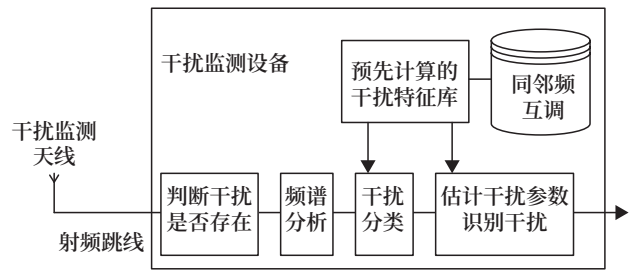 干扰监测设备
预先计算的
干扰特征库
同邻频
互调
干扰监测
天线
判断干扰
是否存在
频谱
分析
干扰
分类
估计干扰参数
识别干扰
射频跳线